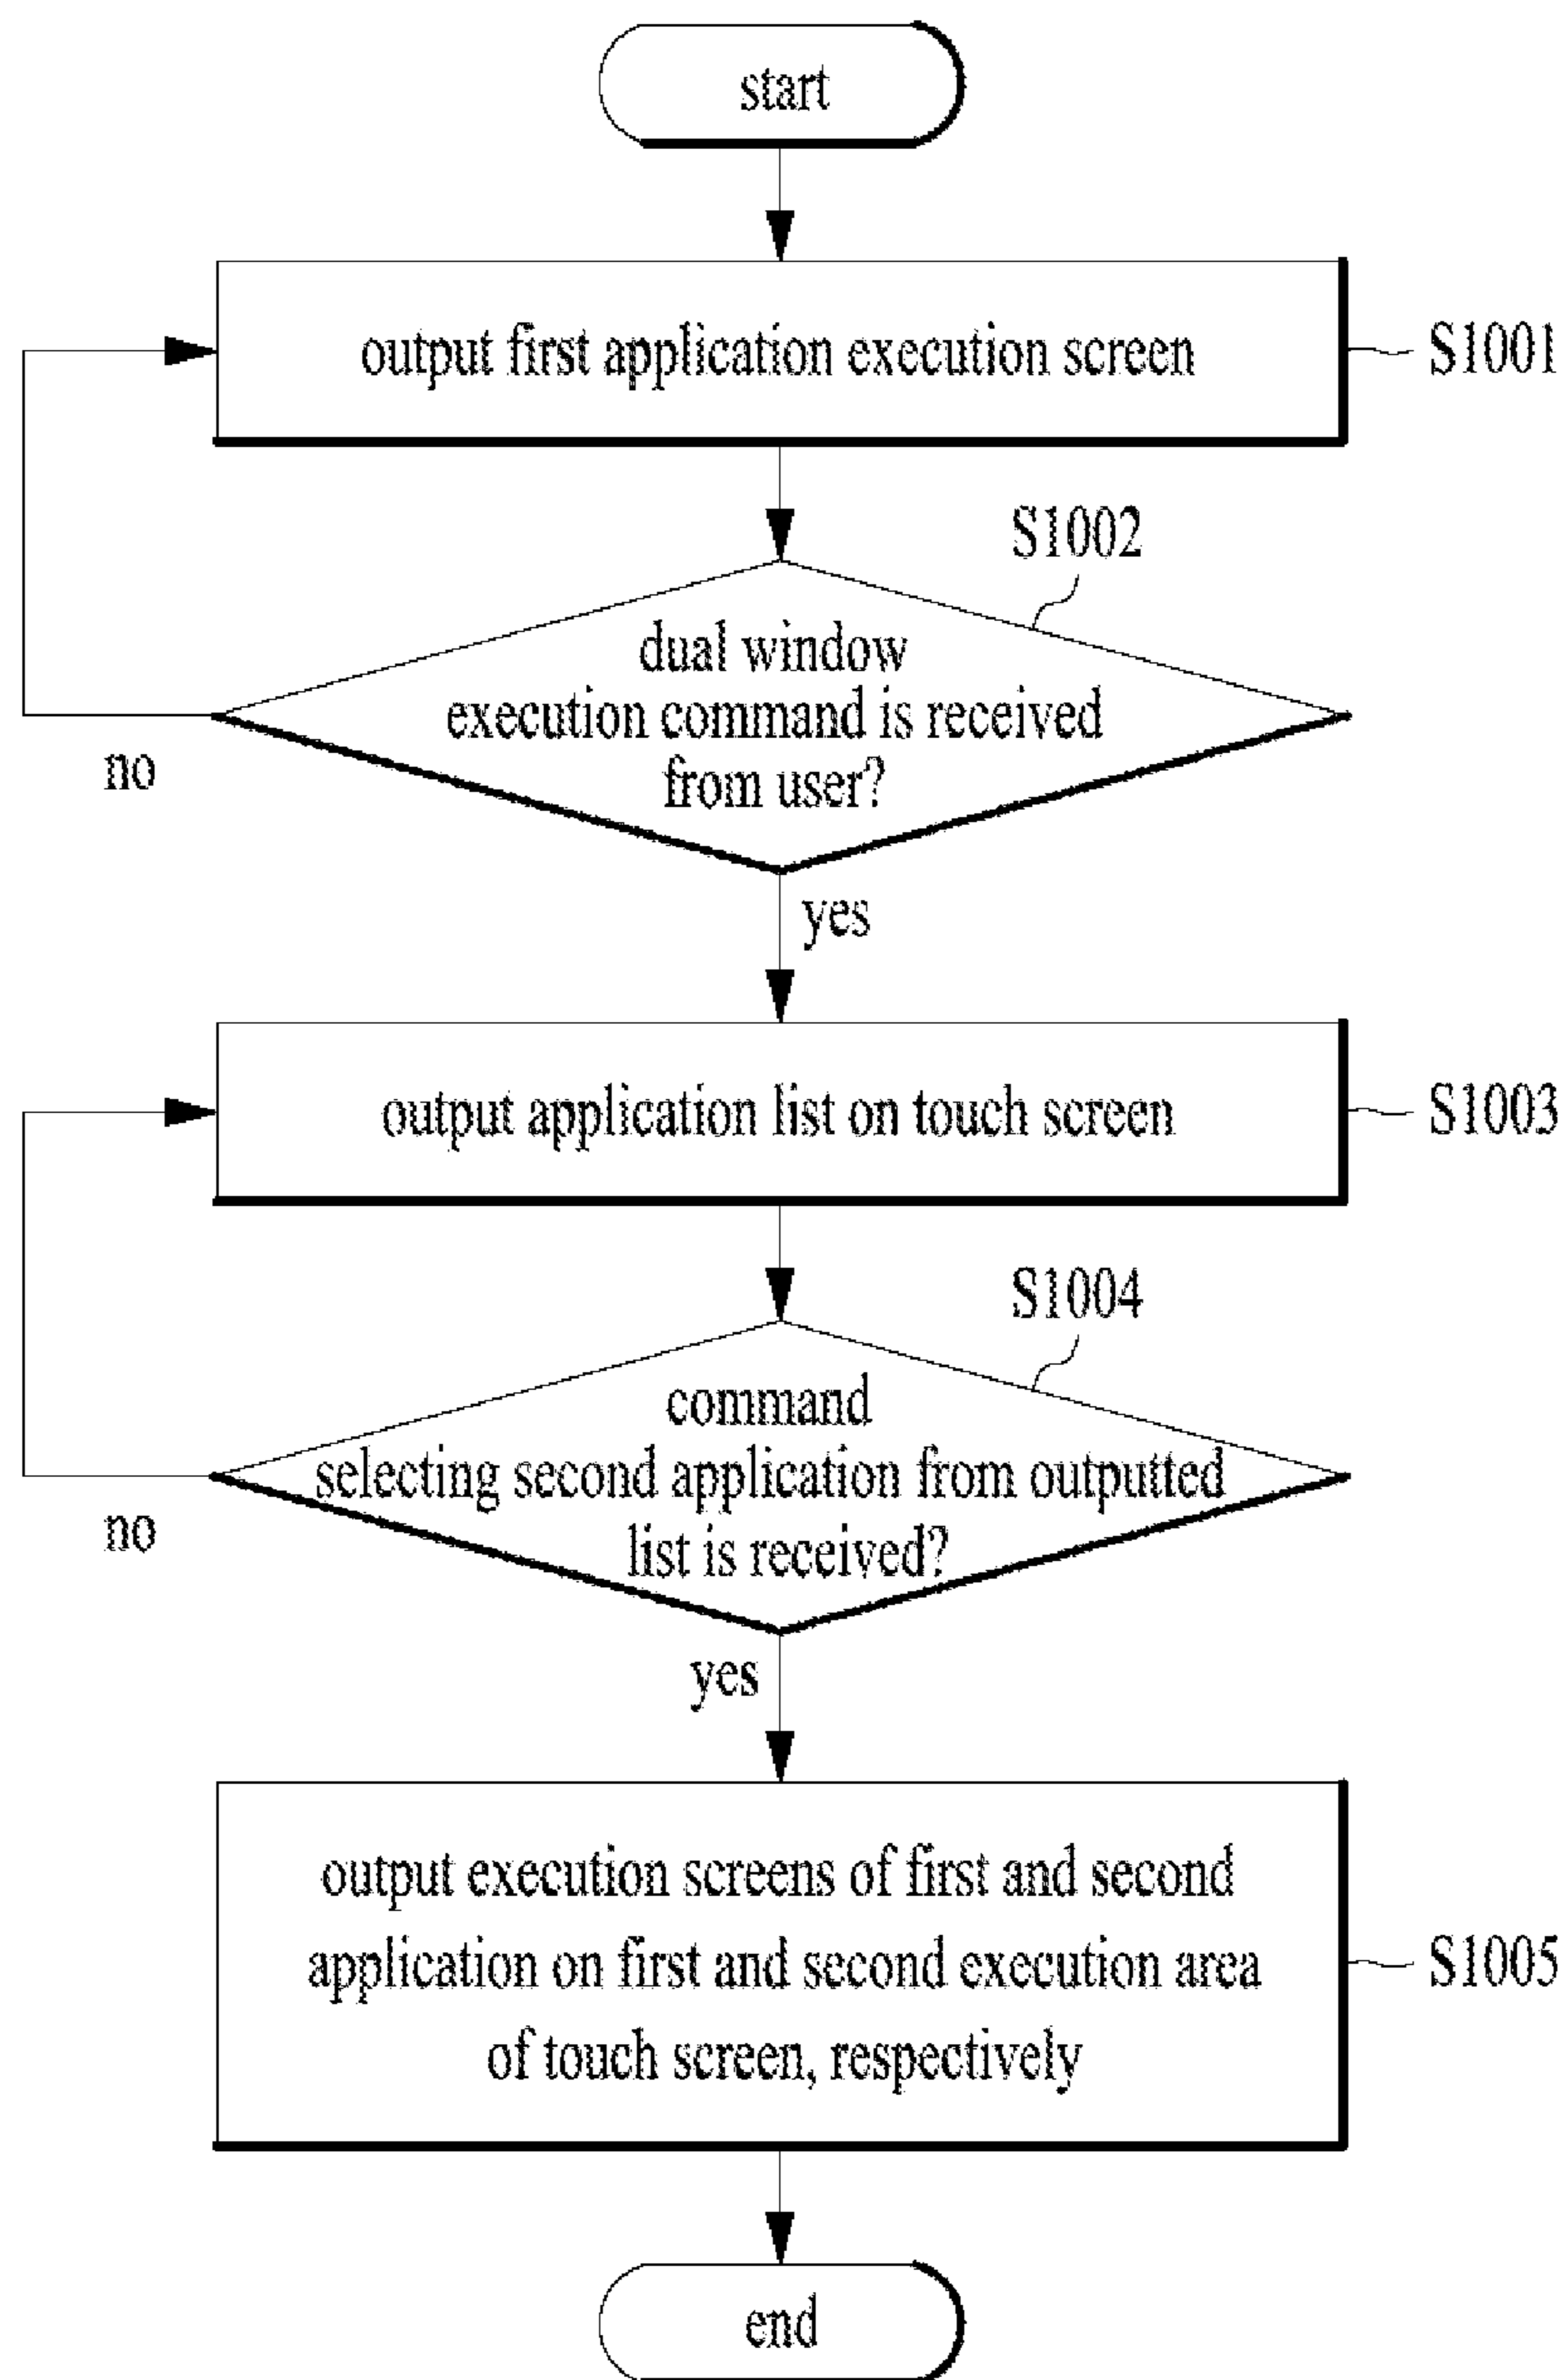 start
output first application execution screen
S1001
S1002
dual window
execution command is received
from user?
no
yes
output application list on touch screen
S1003
S1004
command
selecting second application from outputted
list is received?
no
yes
output execution screens of first and second
application on first and second execution area
of touch screen, respectively
S1005
end